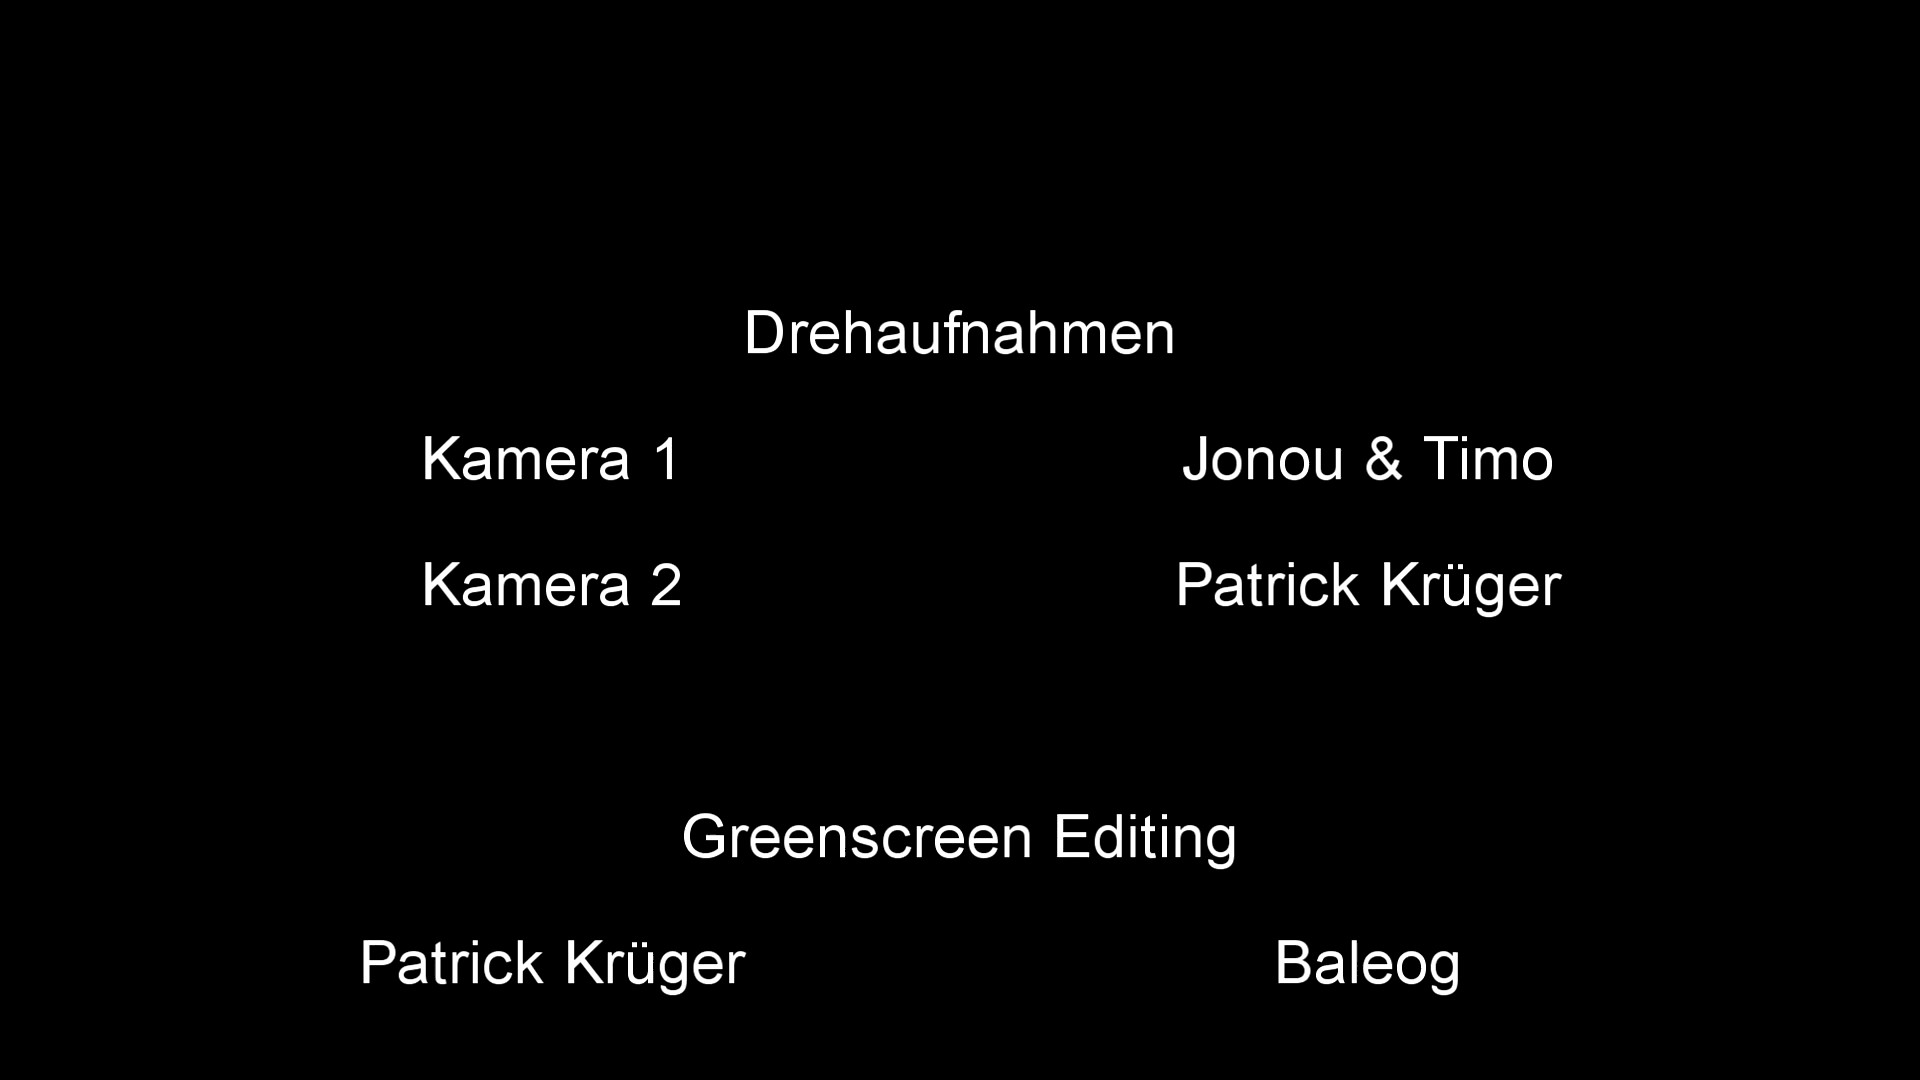 Drehaufnahmen
Kamera 1 Jonou & Timo
Kamera 2 Patrick Krüger
Greenscreen Editing
Patrick Krüger Baleog